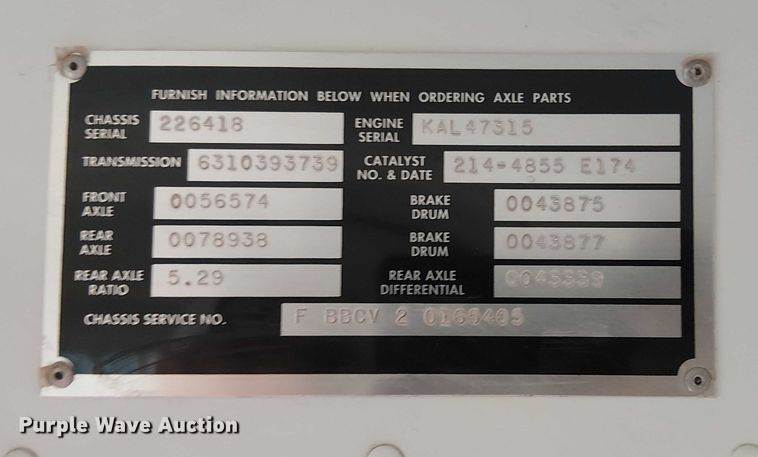 FURNISH INFORMATION BELOW WHEN ORDERING AXLE PARTS
CHASSIS SERIAL 226418 ENGINE SERIAL KAL47315
TRANSMISSION 6310393739 CATALYST NO. & DATE 214-4855 E174
FRONT AXLE 0056574 BRAKE DRUM 0043875
REAR AXLE 0078938 BRAKE DRUM 0043877
REAR AXLE RATIO 5.29 REAR AXLE DIFFERENTIAL
CHASSIS SERVICE NO. F BBCV 2
Purple Wave Auction